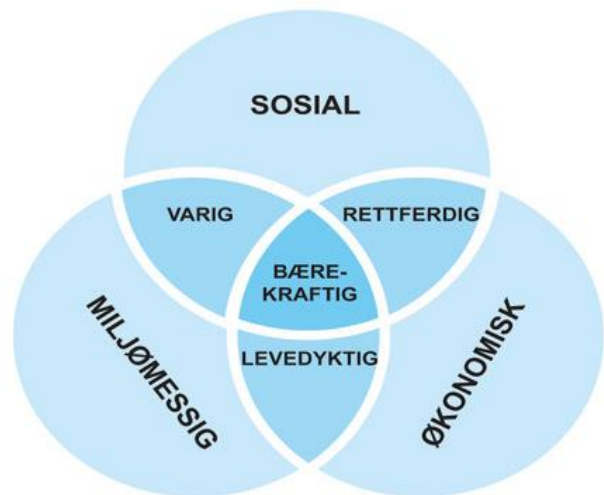 SOSIAL
VARIG
RETTFERDIG
BÆRE-
KRAFTIG
LEVEDYKTIG
MILJØMESSIG
ØKONOMISK